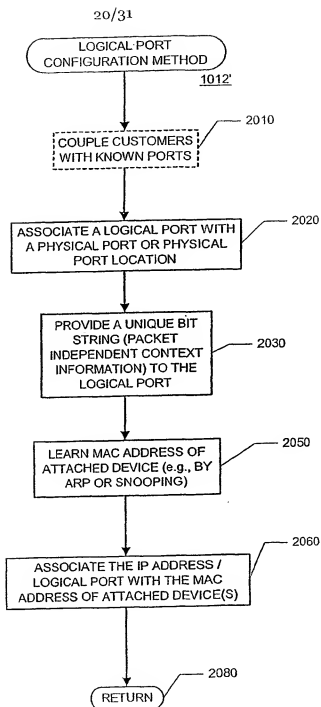 20/31
LOGICAL PORT
CONFIGURATION METHOD
1012'
2010
COUPLE CUSTOMERS
WITH KNOWN PORTS
2020
ASSOCIATE A LOGICAL PORT WITH
A PHYSICAL PORT OR PHYSICAL
PORT LOCATION
PROVIDE A UNIQUE BIT
STRING (PACKET
INDEPENDENT CONTEXT
INFORMATION) TO THE
LOGICAL PORT
2030
LEARN MAC ADDRESS OF
ATTACHED DEVICE (e.g., BY
ARP OR SNOOPING)
2050
2060
ASSOCIATE THE IP ADDRESS /
LOGICAL PORT WITH THE MAC
ADDRESS OF ATTACHED DEVICE(S)
2080
RETURN